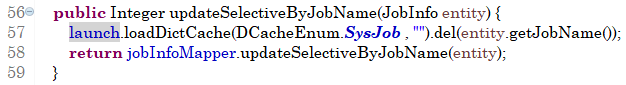 56 public Integer updateSelectiveByJobName(JobInfo entity) {
57 launch.loadDictCache(DCacheEnum.SysJob , "").del(entity.getJobName());
58 return jobInfoMapper.updateSelectiveByJobName(entity);
59 }